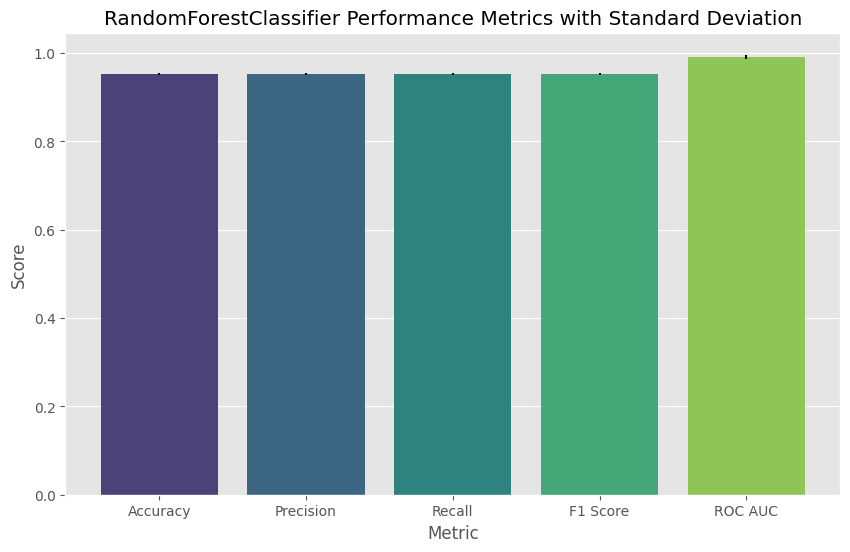 RandomForestClassifier Performance Metrics with Standard Deviation
1.0
0.8
0.6
0.4
0.2
0.0
Score
Accuracy Precision Recall F1 Score ROC AUC
Metric